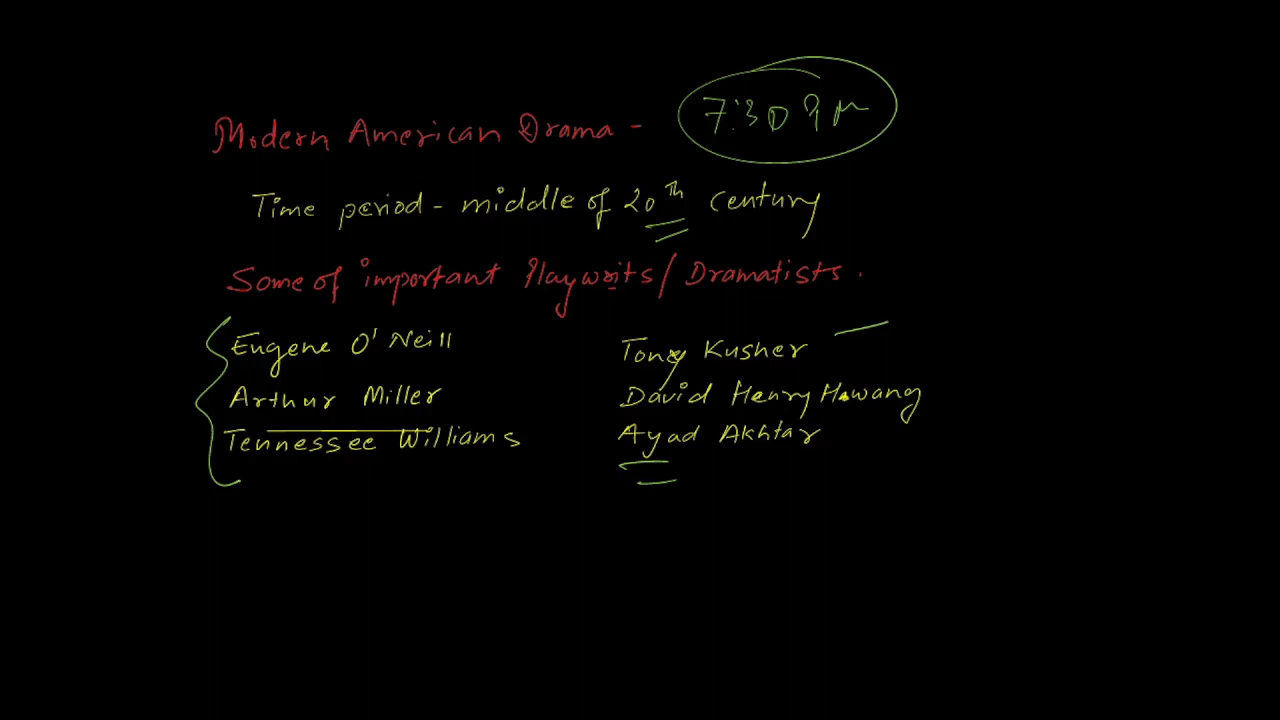 Modern American Drama -
7:30 PM
Time period - middle of 20th century
Some of important Playwrits/Dramatists.
Eugene O'Neill
Arthur Miller
Tennessee Williams
Tony Kusher
David Henry Hwang
Ayad Akhtar